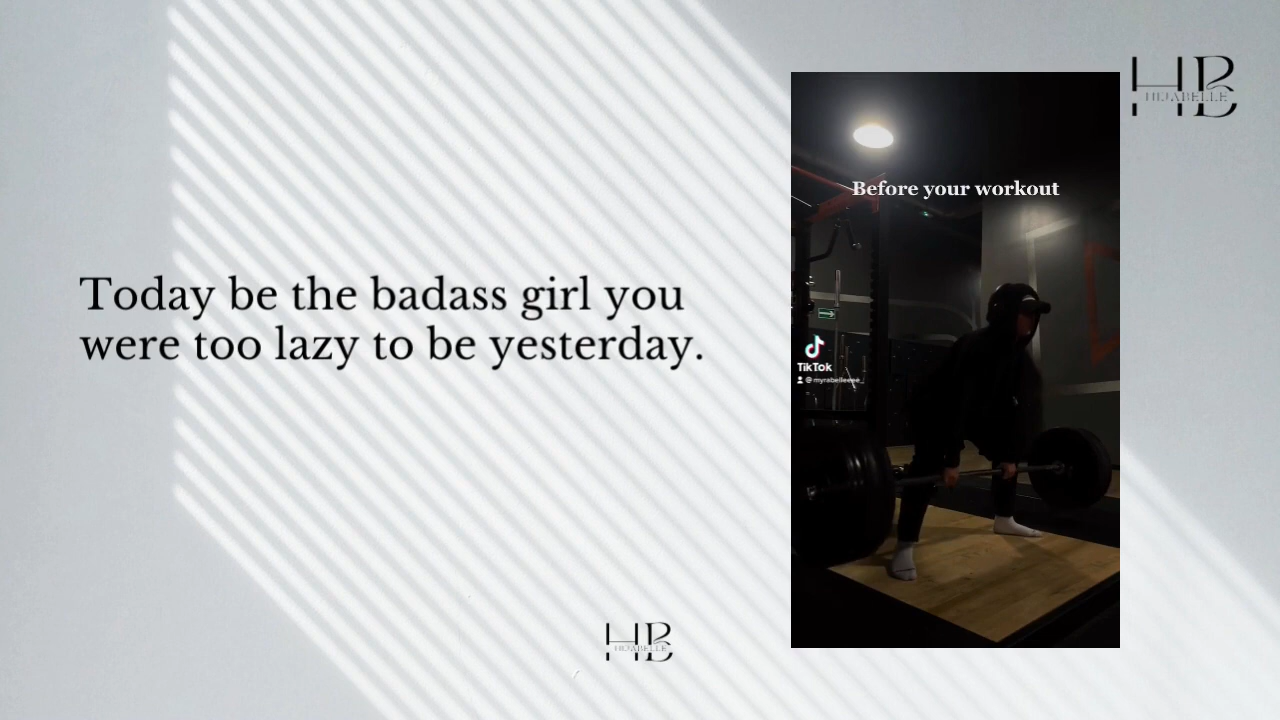 Today be the badass girl you
were too lazy to be yesterday.
Before your workout
TikTok
@myrabelleeee_
HB
HIJABELLE
HB
HIJABELLE